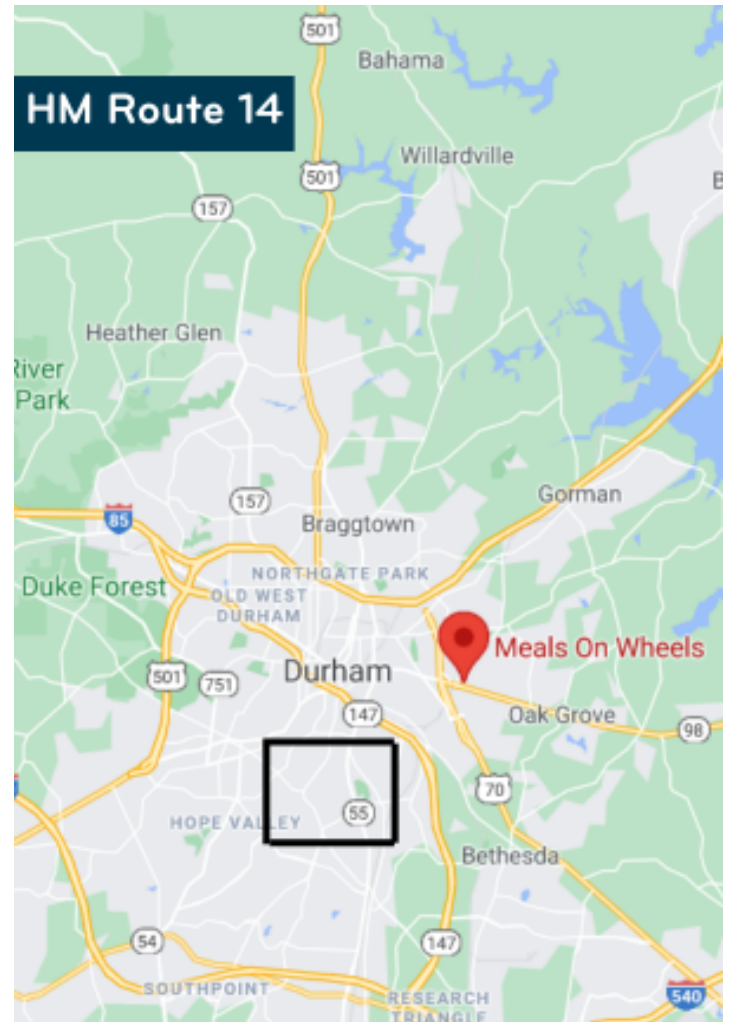 501
Bahama
HM Route 14
Willardville
501
157
Heather Glen
River
Park
Gorman
157
85
Braggtown
NORTHGATE PARK
Duke Forest
OLD WEST
DURHAM
Meals On Wheels
Durham
501
751
147
Oak Grove
98
70
55
HOPE VALLEY
Bethesda
54
147
SOUTHPOINT
RESEARCH
TRIANGLE
540